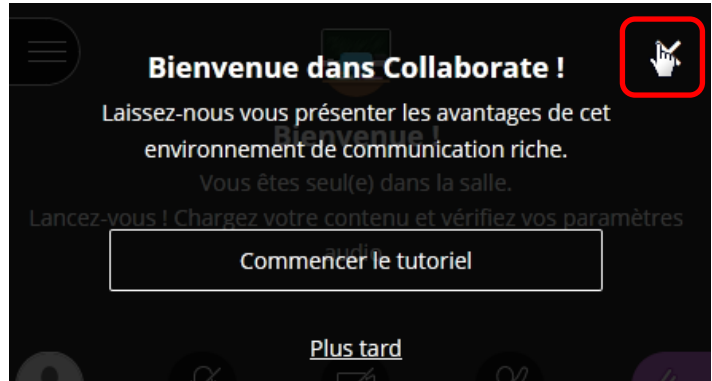 Bienvenue dans Collaborate !
Laissez-nous vous présenter les avantages de cet
environnement de communication riche.
Bienvenue !
Vous êtes seul(e) dans la salle.
Lancez-vous ! Chargez votre contenu et vérifiez vos paramètres
audio
Commencer le tutoriel
Plus tard